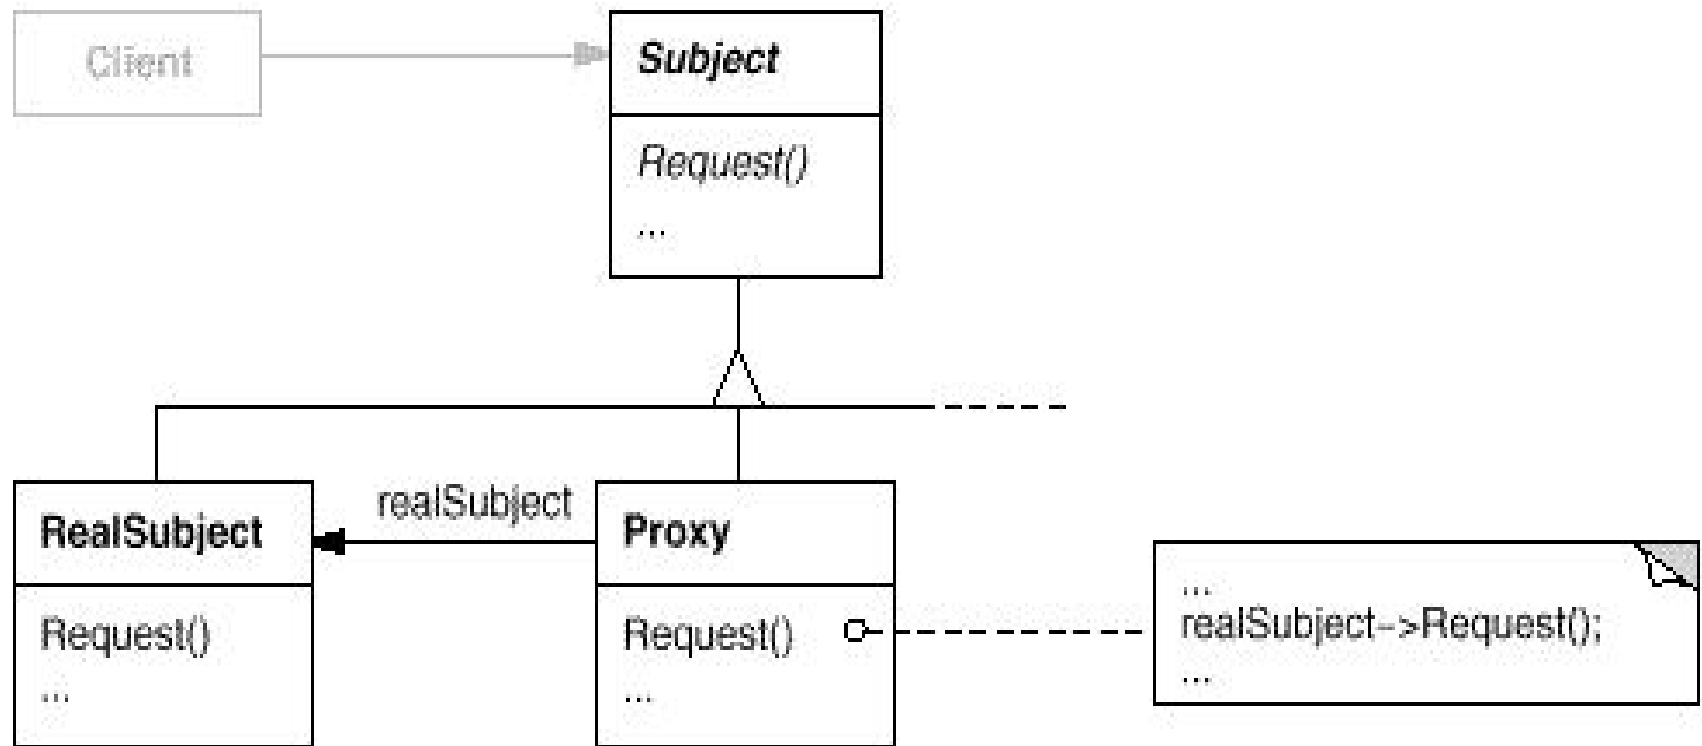 Client
Subject
Request()
...
realSubject
RealSubject
Request()
...
Proxy
Request()
...
...
realSubject->Request();
...